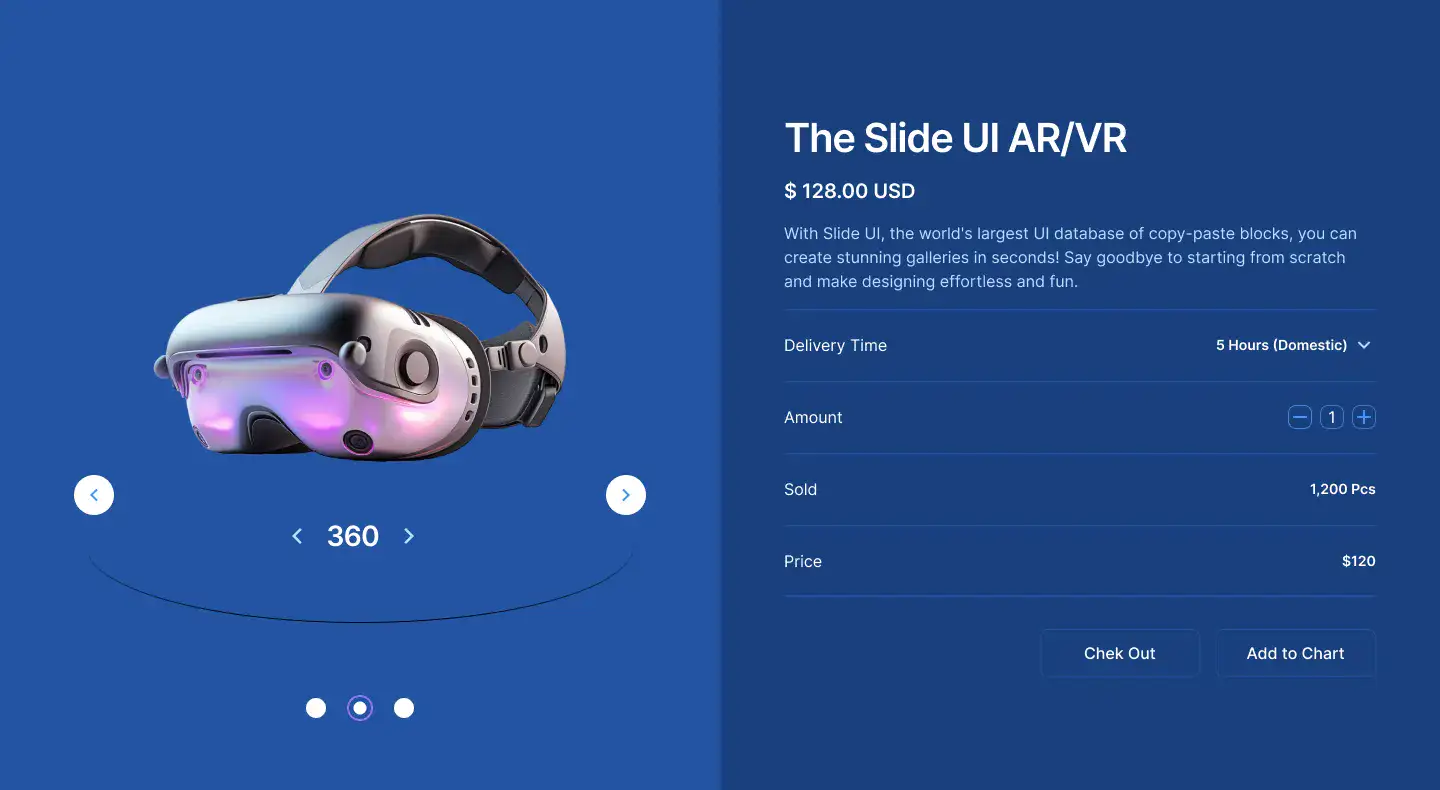 The Slide UI AR/VR
$ 128.00 USD
With Slide UI, the world's largest UI database of copy-paste blocks, you can
create stunning galleries in seconds! Say goodbye to starting from scratch
and make designing effortless and fun.
Delivery Time
5 Hours (Domestic)
Amount
1
Sold
1,200 Pcs
Price
$120
Chek Out
Add to Chart
360